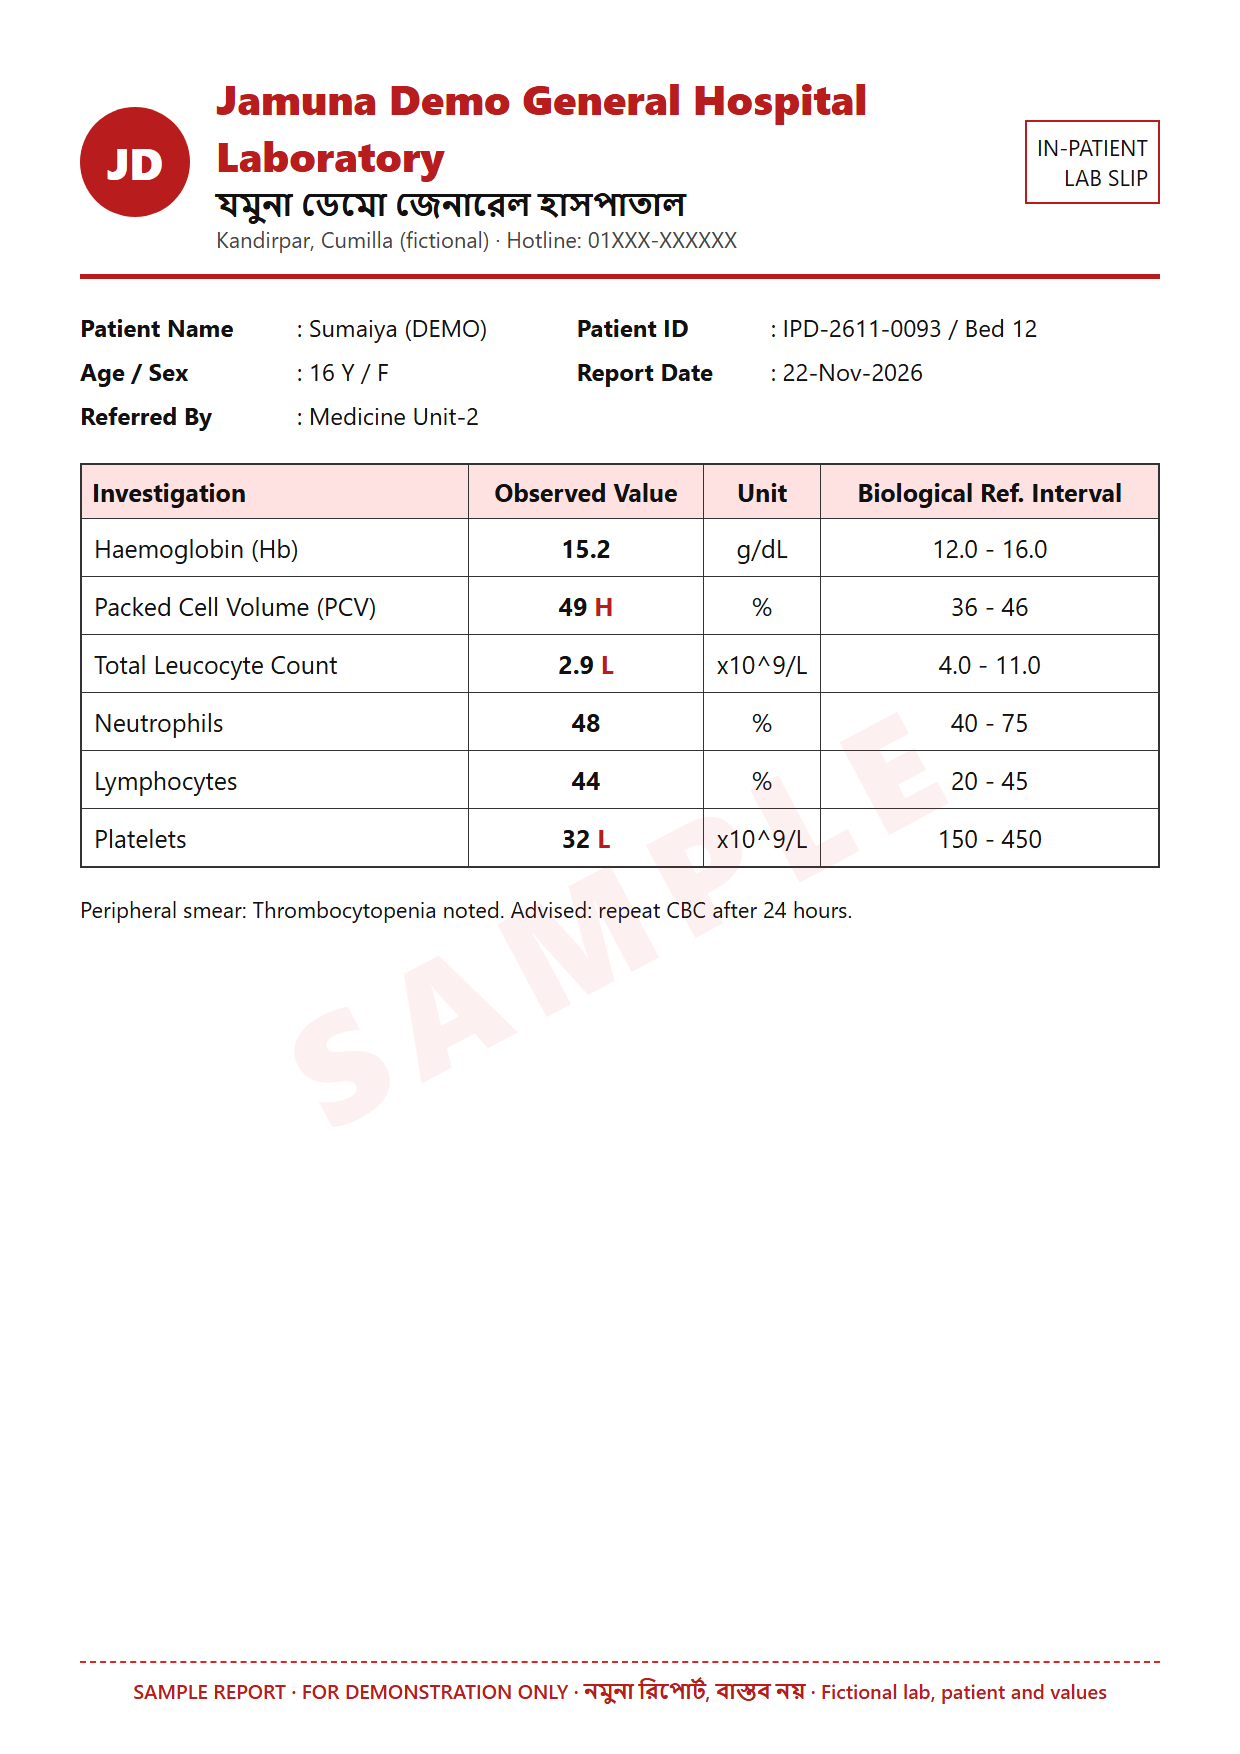 JD
Jamuna Demo General Hospital
Laboratory
যমুনা ডেমো জেনারেল হাসপাতাল
Kandirpar, Cumilla (fictional) · Hotline: 01XXX-XXXXXX
IN-PATIENT
LAB SLIP
Patient Name : Sumaiya (DEMO) Patient ID : IPD-2611-0093 / Bed 12
Age / Sex : 16 Y / F Report Date : 22-Nov-2026
Referred By : Medicine Unit-2
Investigation Observed Value Unit Biological Ref. Interval
Haemoglobin (Hb) 15.2 g/dL 12.0 - 16.0
Packed Cell Volume (PCV) 49 H % 36 - 46
Total Leucocyte Count 2.9 L x10^9/L 4.0 - 11.0
Neutrophils 48 % 40 - 75
Lymphocytes 44 % 20 - 45
Platelets 32 L x10^9/L 150 - 450
Peripheral smear: Thrombocytopenia noted. Advised: repeat CBC after 24 hours.
SAMPLE
SAMPLE REPORT · FOR DEMONSTRATION ONLY · নমুনা রিপোর্ট, বাস্তব নয় · Fictional lab, patient and values